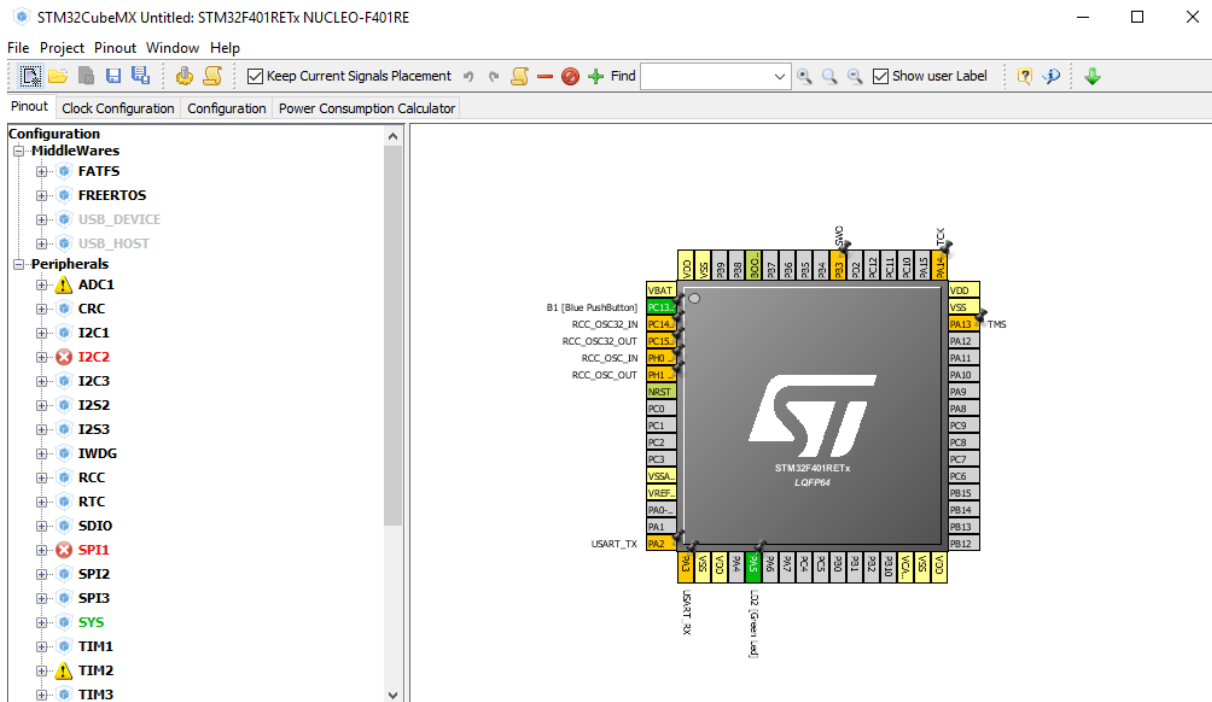 STM32CubeMX Untitled: STM32F401RETx NUCLEO-F401RE
File Project Pinout Window Help
Keep Current Signals Placement
Find
Show user Label
Pinout
Clock Configuration
Configuration
Power Consumption Calculator
Configuration
MiddleWares
FATFS
FREERTOS
USB_DEVICE
USB_HOST
Peripherals
ADC1
CRC
I2C1
I2C2
I2C3
I2S2
I2S3
IWDG
RCC
RTC
SDIO
SPI1
SPI2
SPI3
SYS
TIM1
TIM2
TIM3
SWO
TCK
VDD
VSS
PB9
PB8
BOO..
PB7
PB6
PB5
PB4
PB3
PD2
PC12
PC11
PC10
PA15
PA14
VBAT
B1 [Blue PushButton]
PC13..
RCC_OSC32_IN
PC14..
RCC_OSC32_OUT
PC15..
RCC_OSC_IN
PH0 ..
RCC_OSC_OUT
PH1 ..
NRST
PC0
PC1
PC2
PC3
VSSA..
VREF..
PA0-..
PA1
USART_TX
PA2
VDD
VSS
PA13
TMS
PA12
PA11
PA10
PA9
PA8
PC9
PC8
PC7
PC6
PB15
PB14
PB13
PB12
STM32F401RETx
LQFP64
PA3
VSS
VDD
PA4
PA5
PA6
PA7
PC4
PC5
PB0
PB1
PB2
PB10
VCA..
VSS
VDD
USART_RX
LD2 [Green Led]